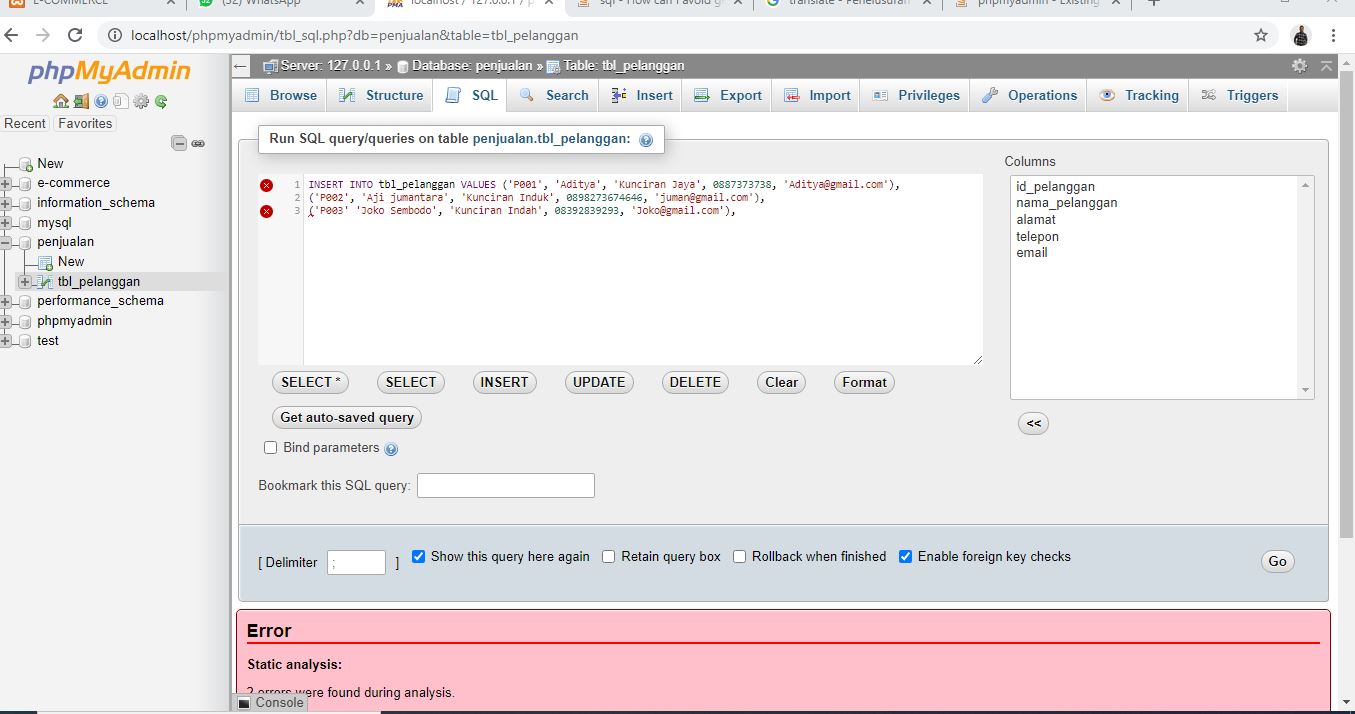 E-COMMERCE
(52) WhatsApp
localhost / 127.0.0.1 / p
sql - How can I avoid g
translate - Penelusuran
phpmyadmin - Existing
localhost/phpmyadmin/tbl_sql.php?db=penjualan&table=tbl_pelanggan
phpMyAdmin
Recent Favorites
New
e-commerce
information_schema
mysql
penjualan
New
tbl_pelanggan
performance_schema
phpmyadmin
test
Server: 127.0.0.1 » Database: penjualan » Table: tbl_pelanggan
Browse Structure SQL Search Insert Export Import Privileges Operations Tracking Triggers
Run SQL query/queries on table penjualan.tbl_pelanggan:
1 INSERT INTO tbl_pelanggan VALUES ('P001', 'Aditya', 'Kunciran Jaya', 0887373738, 'Aditya@gmail.com'),
2 ('P002', 'Aji jumantara', 'Kunciran Induk', 0898273674646, 'juman@gmail.com'),
3 ('P003' 'Joko Sembodo', 'Kunciran Indah', 08392839293, 'Joko@gmail.com'),
Columns
id_pelanggan
nama_pelanggan
alamat
telepon
email
SELECT * SELECT INSERT UPDATE DELETE Clear Format
Get auto-saved query
<<
Bind parameters
Bookmark this SQL query:
[ Delimiter ; ] Show this query here again Retain query box Rollback when finished Enable foreign key checks Go
Error
Static analysis:
2 errors were found during analysis.
Console